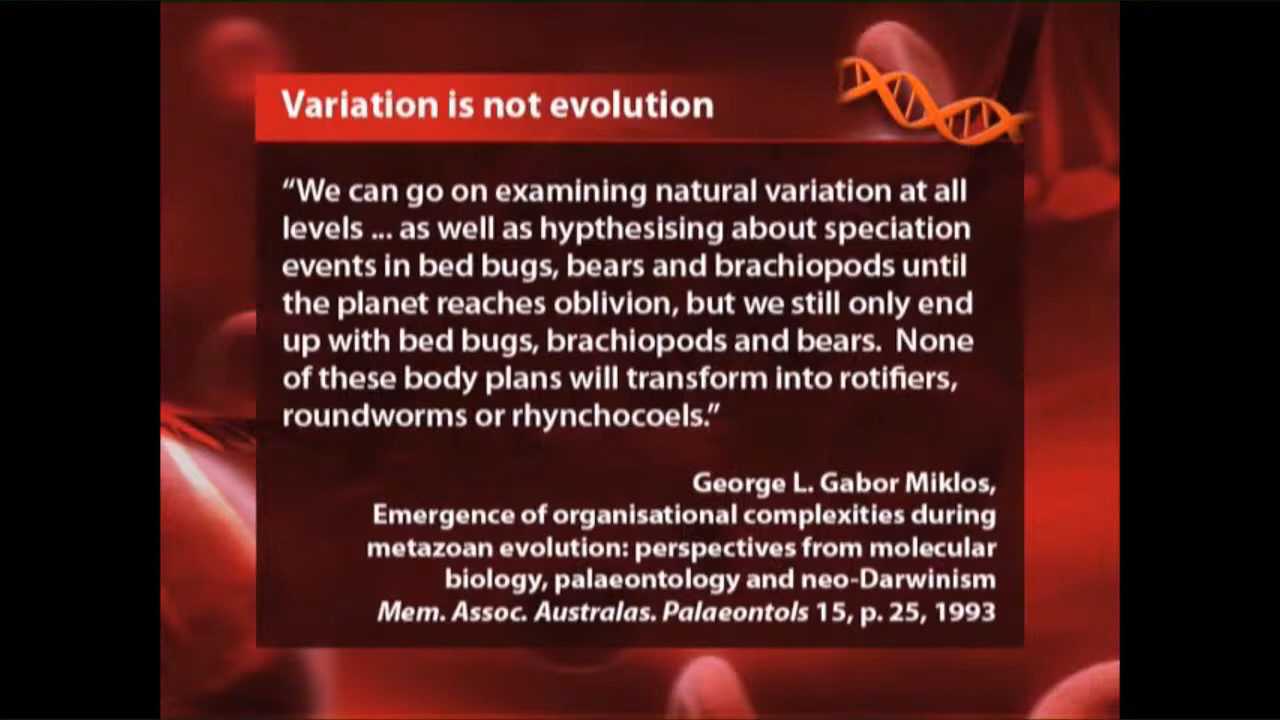 Variation is not evolution
“We can go on examining natural variation at all
levels ... as well as hypthesising about speciation
events in bed bugs, bears and brachiopods until
the planet reaches oblivion, but we still only end
up with bed bugs, brachiopods and bears.  None
of these body plans will transform into rotifiers,
roundworms or rhynchocoels.”
George L. Gabor Miklos,
Emergence of organisational complexities during
metazoan evolution: perspectives from molecular
biology, palaeontology and neo-Darwinism
Mem. Assoc. Australas. Palaeontols 15, p. 25, 1993